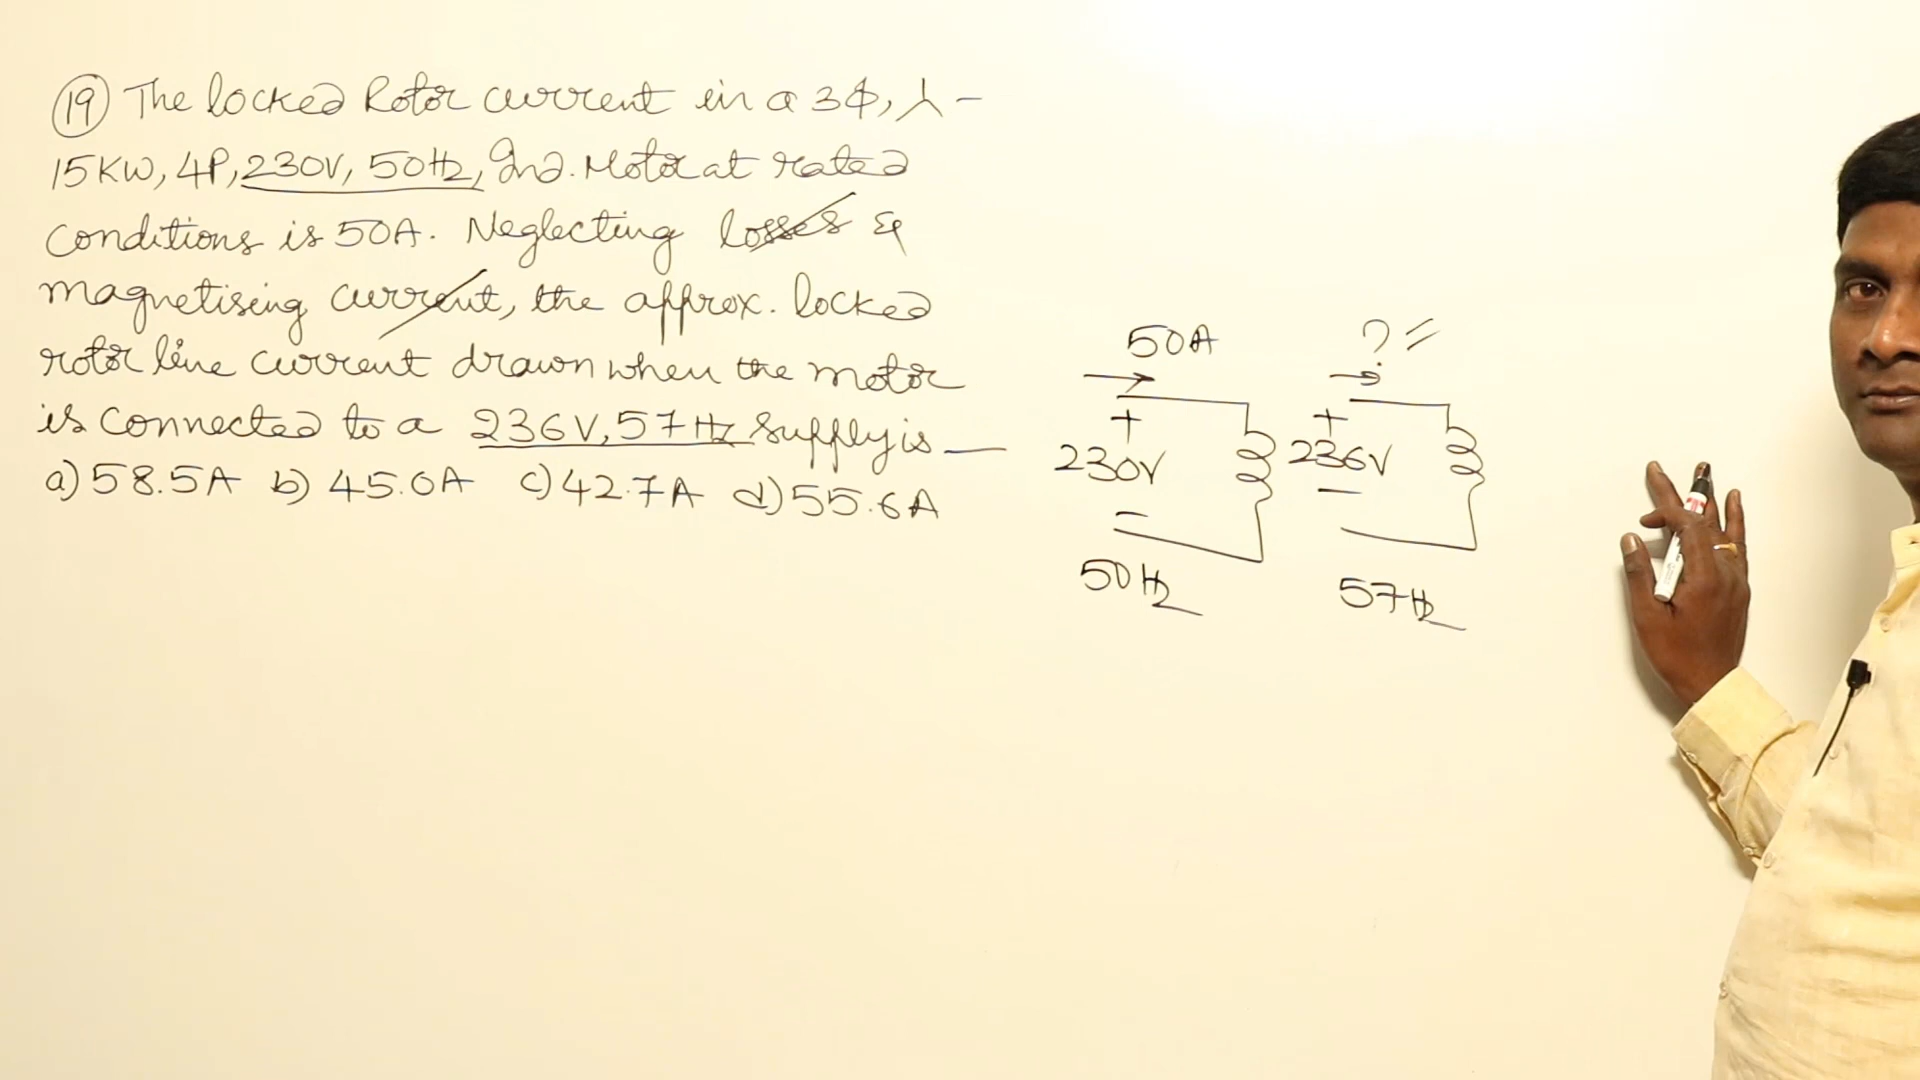 19 The locked Rotor current in a 3ϕ, ⅄ -
15KW, 4P, 230V, 50Hz, Ind. Motor at rated
conditions is 50A. Neglecting losses &
magnetising current, the approx. locked
rotor line current drawn when the motor
is connected to a 236V, 57Hz supply is —
a) 58.5A b) 45.0A c) 42.7A d) 55.6A
50A ? =
+ +
230V 236V
- -
50Hz 57Hz